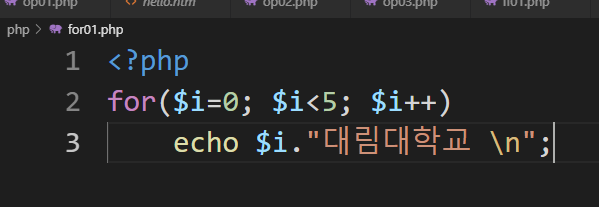 op01.php hello.htm op02.php op03.php if01.php
php > for01.php
1 <?php
2 for($i=0; $i<5; $i++)
3 echo $i."대림대학교 \n";